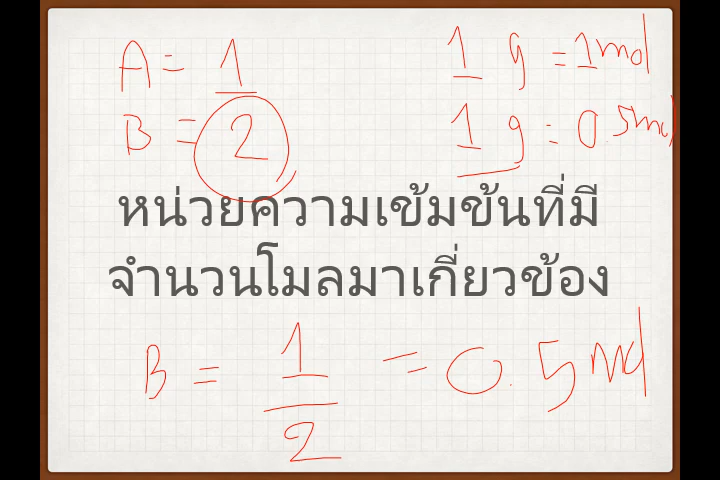 A = 1 1 g = 1 mol
B = 2 1 g = 0.5 mol
หน่วยความเข้มข้นที่มี
จำนวนโมลมาเกี่ยวข้อง
B = 1/2 = 0.5 mol